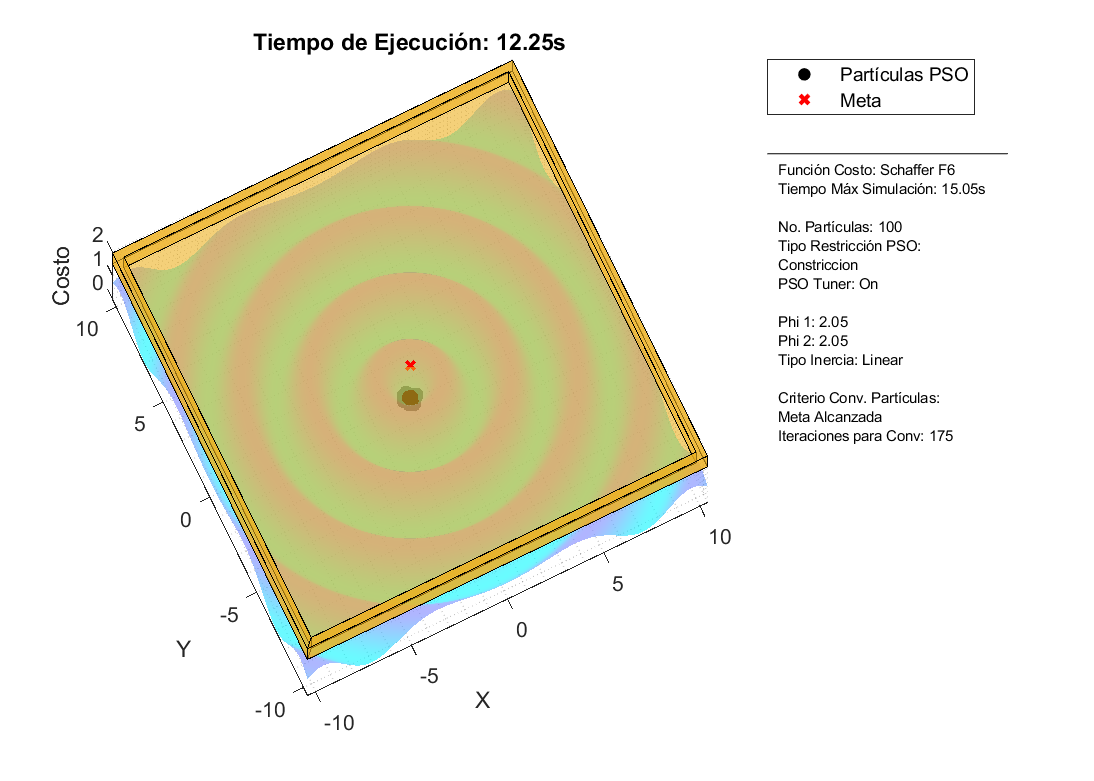 Tiempo de Ejecución: 12.25s
Partículas PSO
Meta
Función Costo: Schaffer F6
Tiempo Máx Simulación: 15.05s
No. Partículas: 100
Tipo Restricción PSO:
Constriccion
PSO Tuner: On
Phi 1: 2.05
Phi 2: 2.05
Tipo Inercia: Linear
Criterio Conv. Partículas:
Meta Alcanzada
Iteraciones para Conv: 175
Costo
2
1
0
10
5
0
-5
-10
Y
-10
-5
0
5
10
X